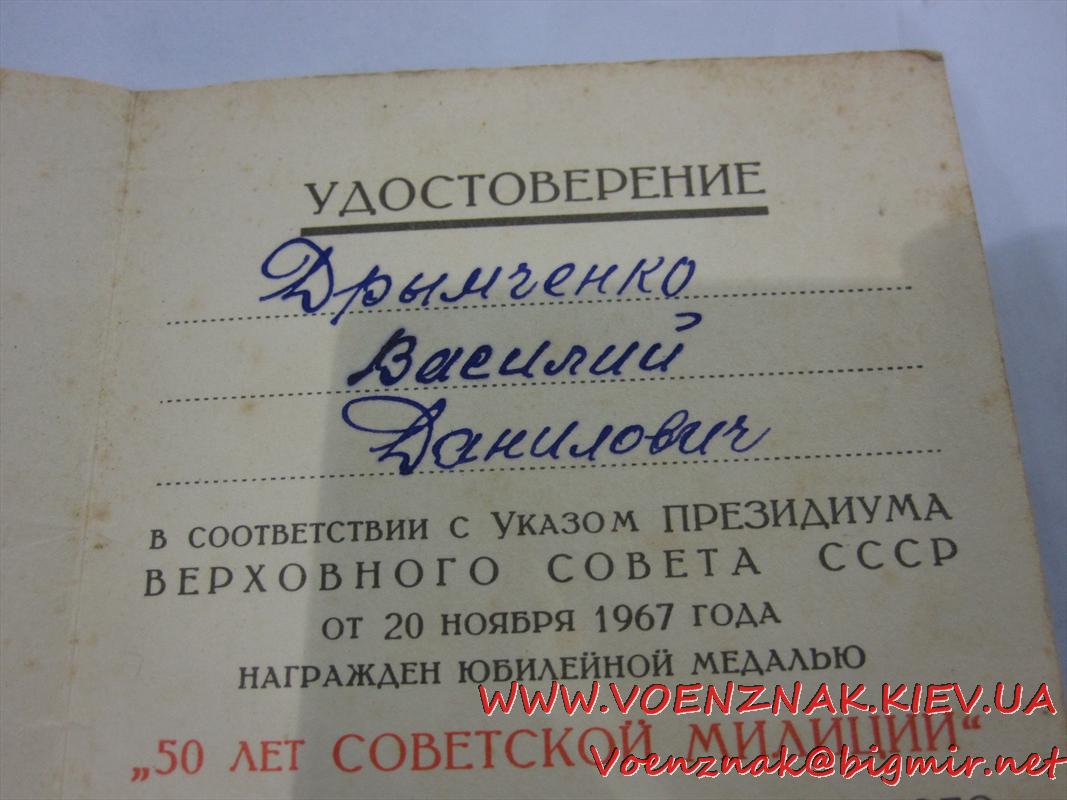 УДОСТОВЕРЕНИЕ
Дрымченко
Василий
Данилович
В СООТВЕТСТВИИ С УКАЗОМ ПРЕЗИДИУМА
ВЕРХОВНОГО СОВЕТА СССР
ОТ 20 НОЯБРЯ 1967 ГОДА
НАГРАЖДЕН ЮБИЛЕЙНОЙ МЕДАЛЬЮ
WWW.VOENZNAK.KIEV.UA
„50 ЛЕТ СОВЕТСКОЙ МИЛИЦИИ“
Voenznak@bigmir.net